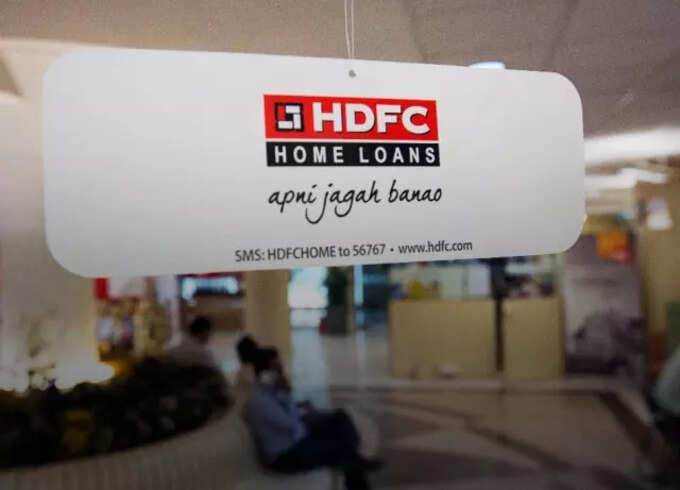 HDFC
HOME LOANS
apni jagah banao
SMS: HDFCHOME to 56767 • www.hdfc.com